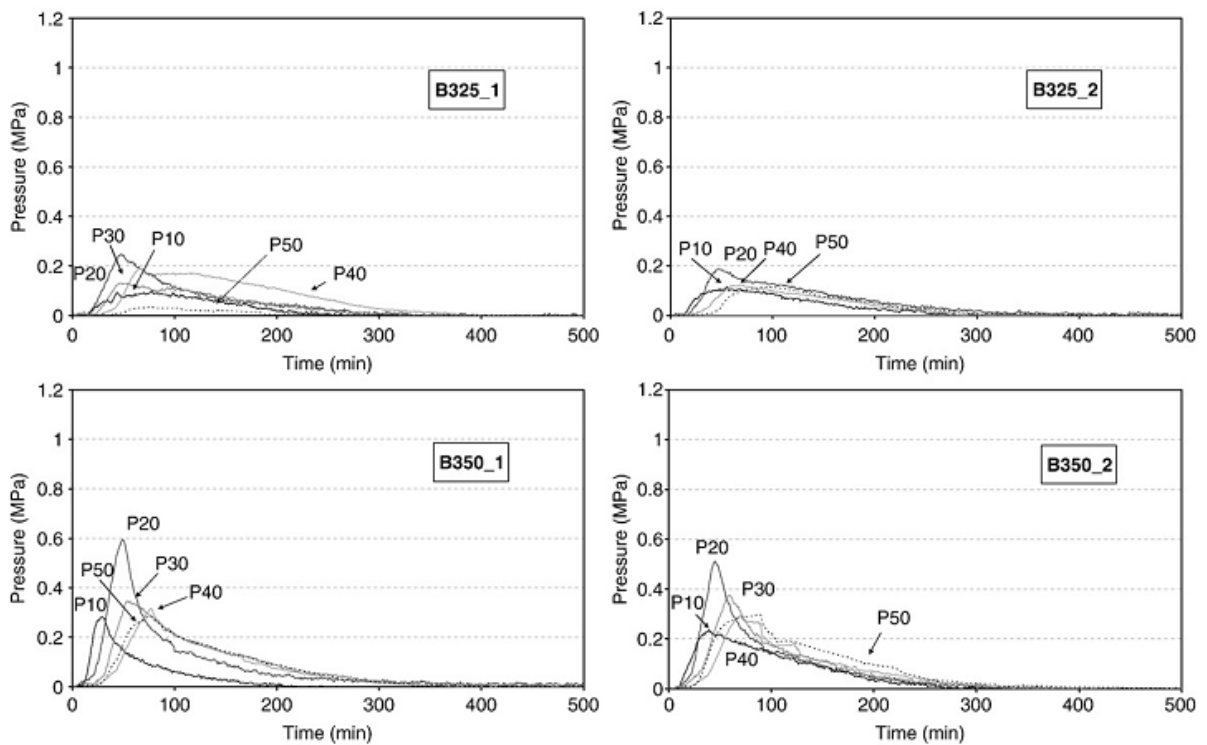 1.2
1
0.8
0.6
0.4
0.2
0
Pressure (MPa)
B325_1
P30
P10
P20
P50
P40
0 100 200 300 400 500
Time (min)
1.2
1
0.8
0.6
0.4
0.2
0
Pressure (MPa)
B325_2
P10
P20
P40
P50
0 100 200 300 400 500
Time (min)
1.2
1
0.8
0.6
0.4
0.2
0
Pressure (MPa)
B350_1
P20
P50
P30
P10
P40
0 100 200 300 400 500
Time (min)
1.2
1
0.8
0.6
0.4
0.2
0
Pressure (MPa)
B350_2
P20
P10
P30
P50
P40
0 100 200 300 400 500
Time (min)